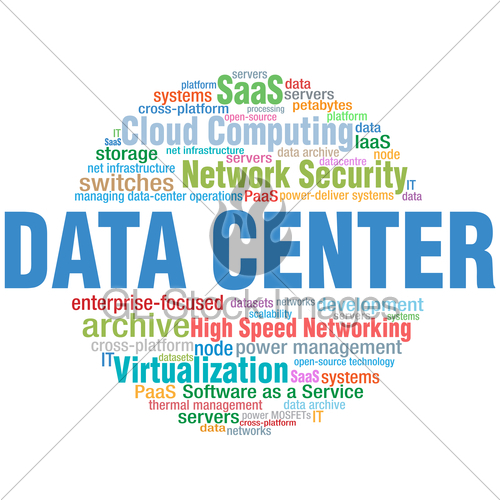 servers
platform SaaS data
systems servers
cross-platform processing petabytes
open-source platform
IT Cloud Computing data
SaaS IaaS
storage net infrastructure data archive node
servers datacentre
net infrastructure Network Security
switches IT
managing data-center operations PaaS power-deliver systems data
DATA CENTER
enterprise-focused datasets networks development
GL Stock Images
scalability servers systems
archive High Speed Networking
cross-platform node power management
IT datasets open-source technology
Virtualization SaaS systems
PaaS Software as a Service
thermal management data archive
servers power MOSFETs IT
cross-platform
data networks